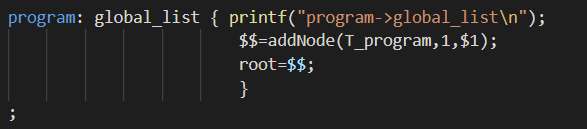 program: global_list { printf("program->global_list\n");
$$=addNode(T_program,1,$1);
root=$$;
}
;